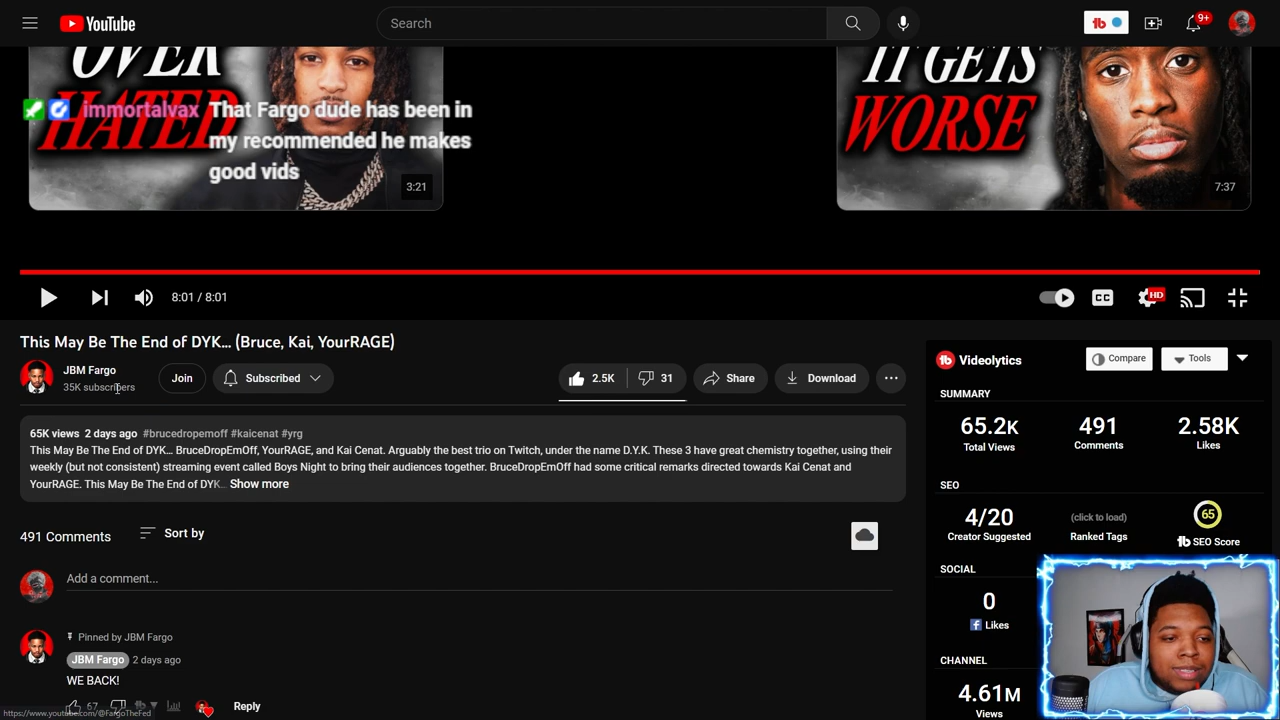 YouTube
Search
9+
OVER
HATED
IT GETS
WORSE
immortalvax That Fargo dude has been in
my recommended he makes
good vids
3:21
7:37
8:01 / 8:01
CC
HD
This May Be The End of DYK... (Bruce, Kai, YourRAGE)
JBM Fargo
35K subscribers
Join
Subscribed
2.5K
31
Share
Download
65K views 2 days ago #brucedropemoff #kaicenat #yrg
This May Be The End of DYK... BruceDropEmOff, YourRAGE, and Kai Cenat. Arguably the best trio on Twitch, under the name D.Y.K. These 3 have great chemistry together, using their
weekly (but not consistent) streaming event called Boys Night to bring their audiences together. BruceDropEmOff had some critical remarks directed towards Kai Cenat and
YourRAGE. This May Be The End of DYK... Show more
491 Comments
Sort by
Add a comment...
Pinned by JBM Fargo
JBM Fargo 2 days ago
WE BACK!
67
Reply
https://www.youtube.com/@FargoTheFed
tb Videolytics
Compare
Tools
SUMMARY
65.2K 491 2.58K
Total Views Comments Likes
SEO
4/20 (click to load) 65
Creator Suggested Ranked Tags tb SEO Score
SOCIAL
0
f Likes
CHANNEL
4.61M
Views